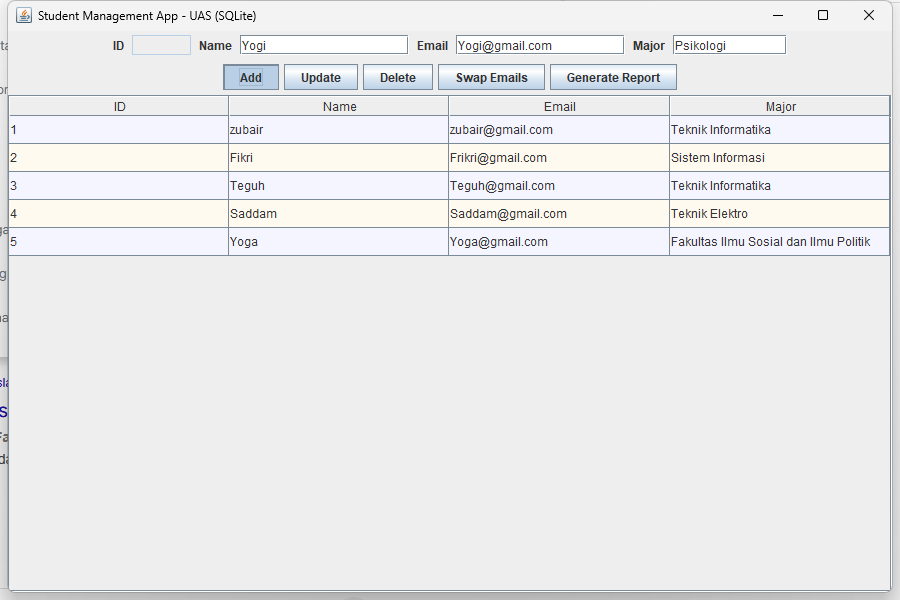 Student Management App - UAS (SQLite)
ID Name Yogi Email Yogi@gmail.com Major Psikologi
Add Update Delete Swap Emails Generate Report
ID Name Email Major
1 zubair zubair@gmail.com Teknik Informatika
2 Fikri Frikri@gmail.com Sistem Informasi
3 Teguh Teguh@gmail.com Teknik Informatika
4 Saddam Saddam@gmail.com Teknik Elektro
5 Yoga Yoga@gmail.com Fakultas Ilmu Sosial dan Ilmu Politik